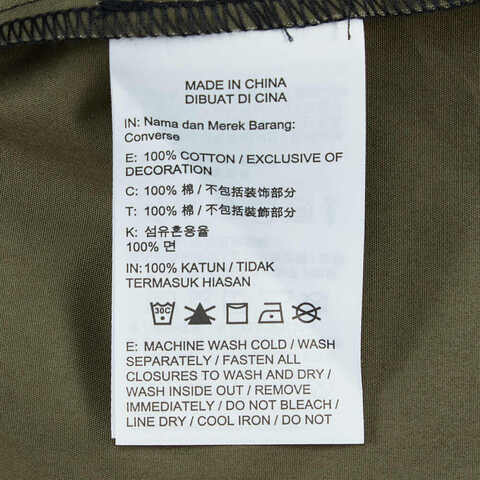 MADE IN CHINA
DIBUAT DI CINA
IN: Nama dan Merek Barang:
Converse
E: 100% COTTON / EXCLUSIVE OF
DECORATION
C: 100% 棉 / 不包括装饰部分
T: 100% 棉 / 不包括裝飾部分
K: 섬유혼용율
100% 면
IN: 100% KATUN / TIDAK
TERMASUK HIASAN
30C
E: MACHINE WASH COLD / WASH
SEPARATELY / FASTEN ALL
CLOSURES TO WASH AND DRY /
WASH INSIDE OUT / REMOVE
IMMEDIATELY / DO NOT BLEACH /
LINE DRY / COOL IRON / DO NOT